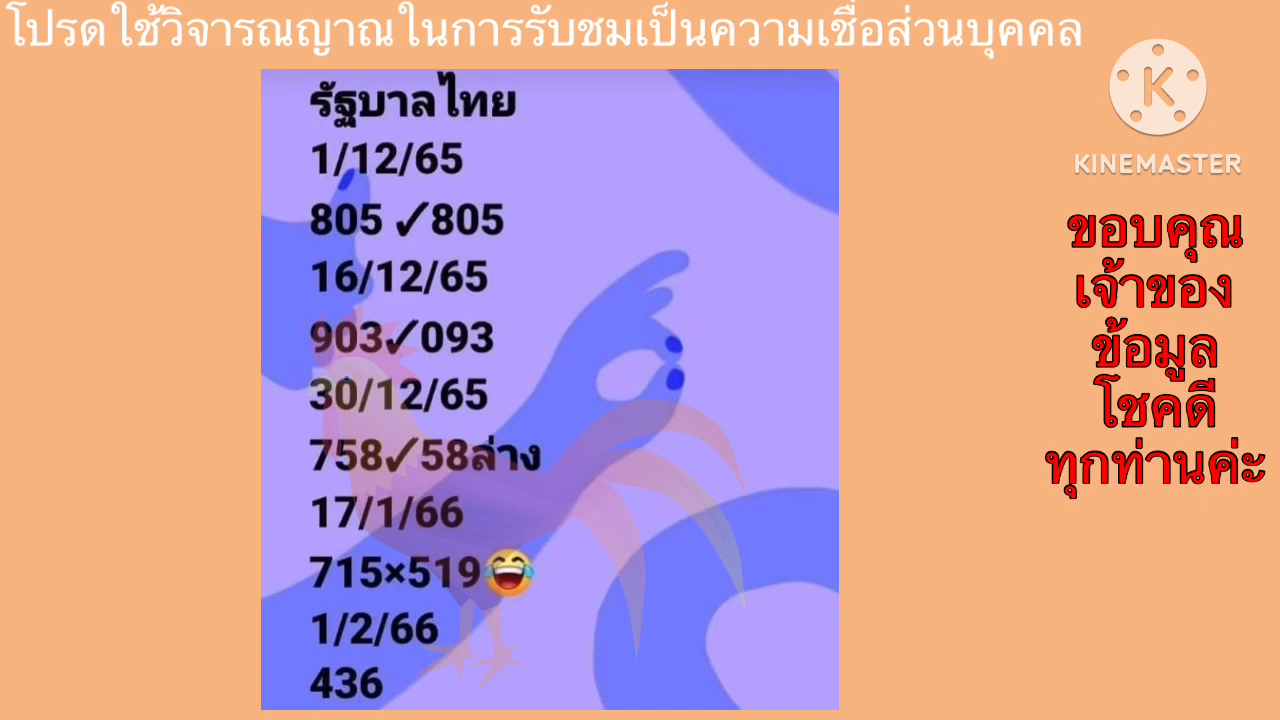 โปรดใช้วิจารณญาณในการรับชมเป็นความเชื่อส่วนบุคคล
รัฐบาลไทย
1/12/65
805 ✓805
16/12/65
903✓093
30/12/65
758✓58ล่าง
17/1/66
715×519😂
1/2/66
436
KINEMASTER
ขอบคุณ
เจ้าของ
ข้อมูล
โชคดี
ทุกท่านค่ะ